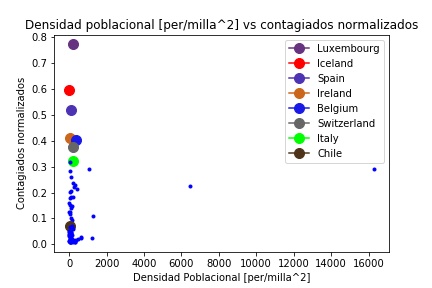 Densidad poblacional [per/milla^2] vs contagiados normalizados
Contagiados normalizados
0.8
0.7
0.6
0.5
0.4
0.3
0.2
0.1
0.0
Luxembourg
Iceland
Spain
Ireland
Belgium
Switzerland
Italy
Chile
0 2000 4000 6000 8000 10000 12000 14000 16000
Densidad Poblacional [per/milla^2]